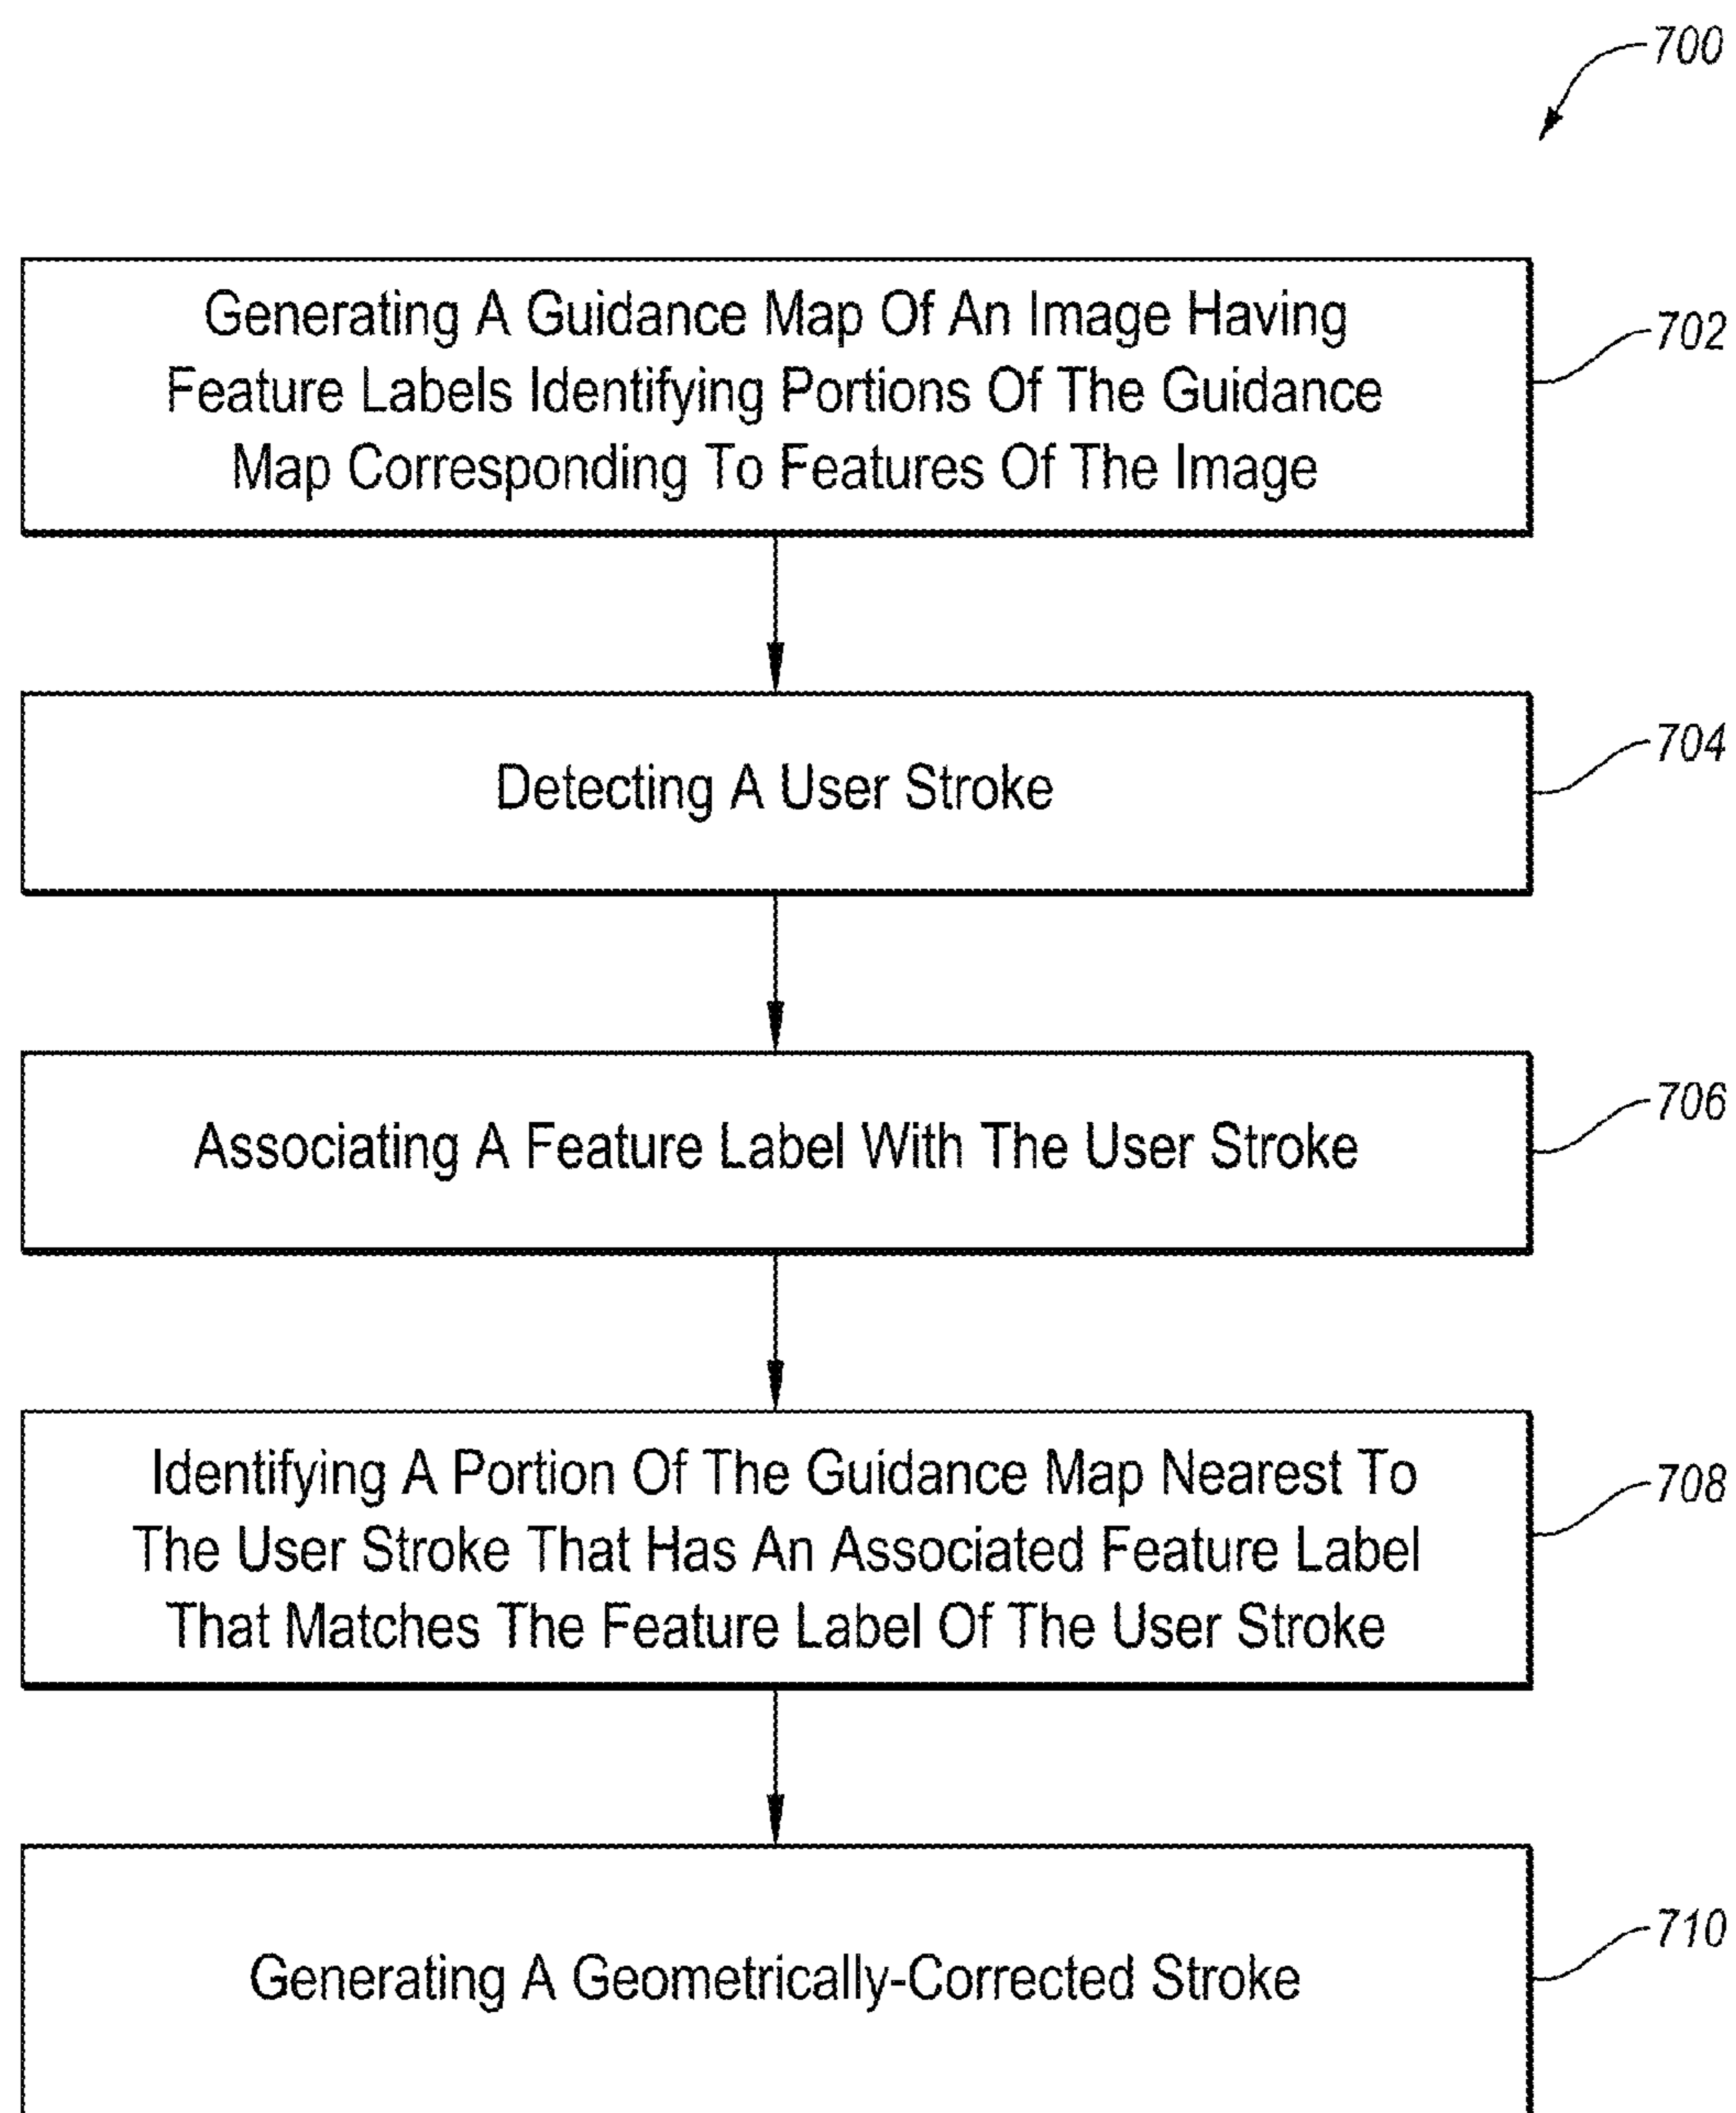 700
Generating A Guidance Map Of An Image Having
Feature Labels Identifying Portions Of The Guidance
Map Corresponding To Features Of The Image
702
Detecting A User Stroke
704
Associating A Feature Label With The User Stroke
706
Identifying A Portion Of The Guidance Map Nearest To
The User Stroke That Has An Associated Feature Label
That Matches The Feature Label Of The User Stroke
708
Generating A Geometrically-Corrected Stroke
710